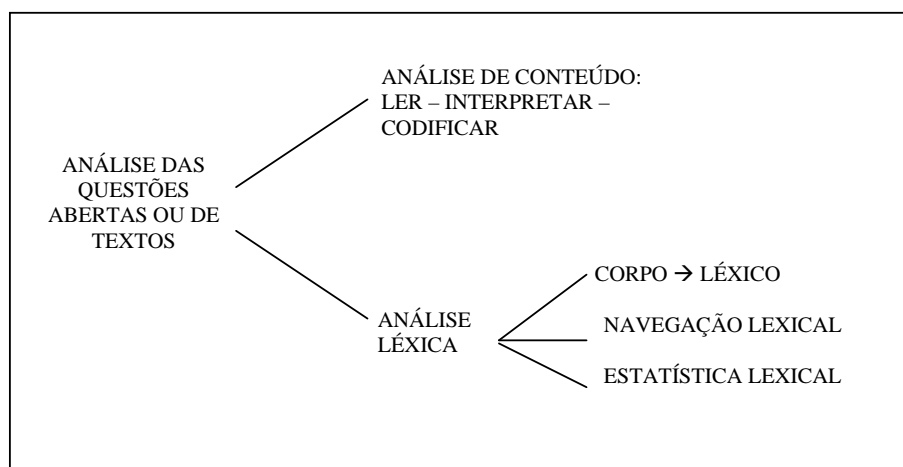 ANÁLISE DE CONTEÚDO:
LER – INTERPRETAR –
CODIFICAR
ANÁLISE DAS
QUESTÕES
ABERTAS OU DE
TEXTOS
CORPO → LÉXICO
ANÁLISE
LÉXICA
NAVEGAÇÃO LEXICAL
ESTATÍSTICA LEXICAL